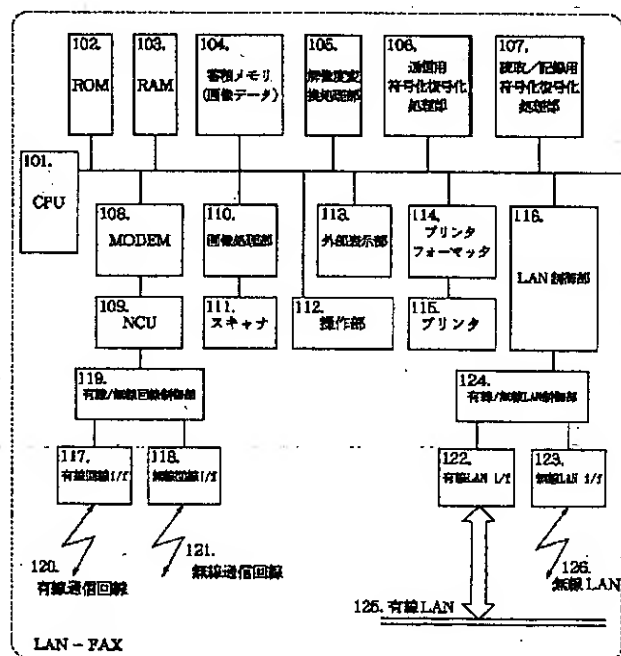 102.
ROM
103.
RAM
104.
蓄積メモリ
(画像データ)
105.
解像度変
換処理部
106.
通信用
符号化復号化
処理部
107.
読取/記録用
符号化復号化
処理部
101.
CPU
108.
MODEM
110.
画像処理部
113.
外部表示部
114.
プリンタ
フォーマッタ
116.
LAN制御部
109.
NCU
111.
スキャナ
112.
操作部
115.
プリンタ
119.
有線/無線回線制御部
124.
有線/無線LAN制御部
117.
有線回線I/f
118.
無線回線I/f
122.
有線LAN i/f
123.
無線LAN i/f
120.
有線通信回線
121.
無線通信回線
126.
無線LAN
125.有線LAN
LAN-FAX